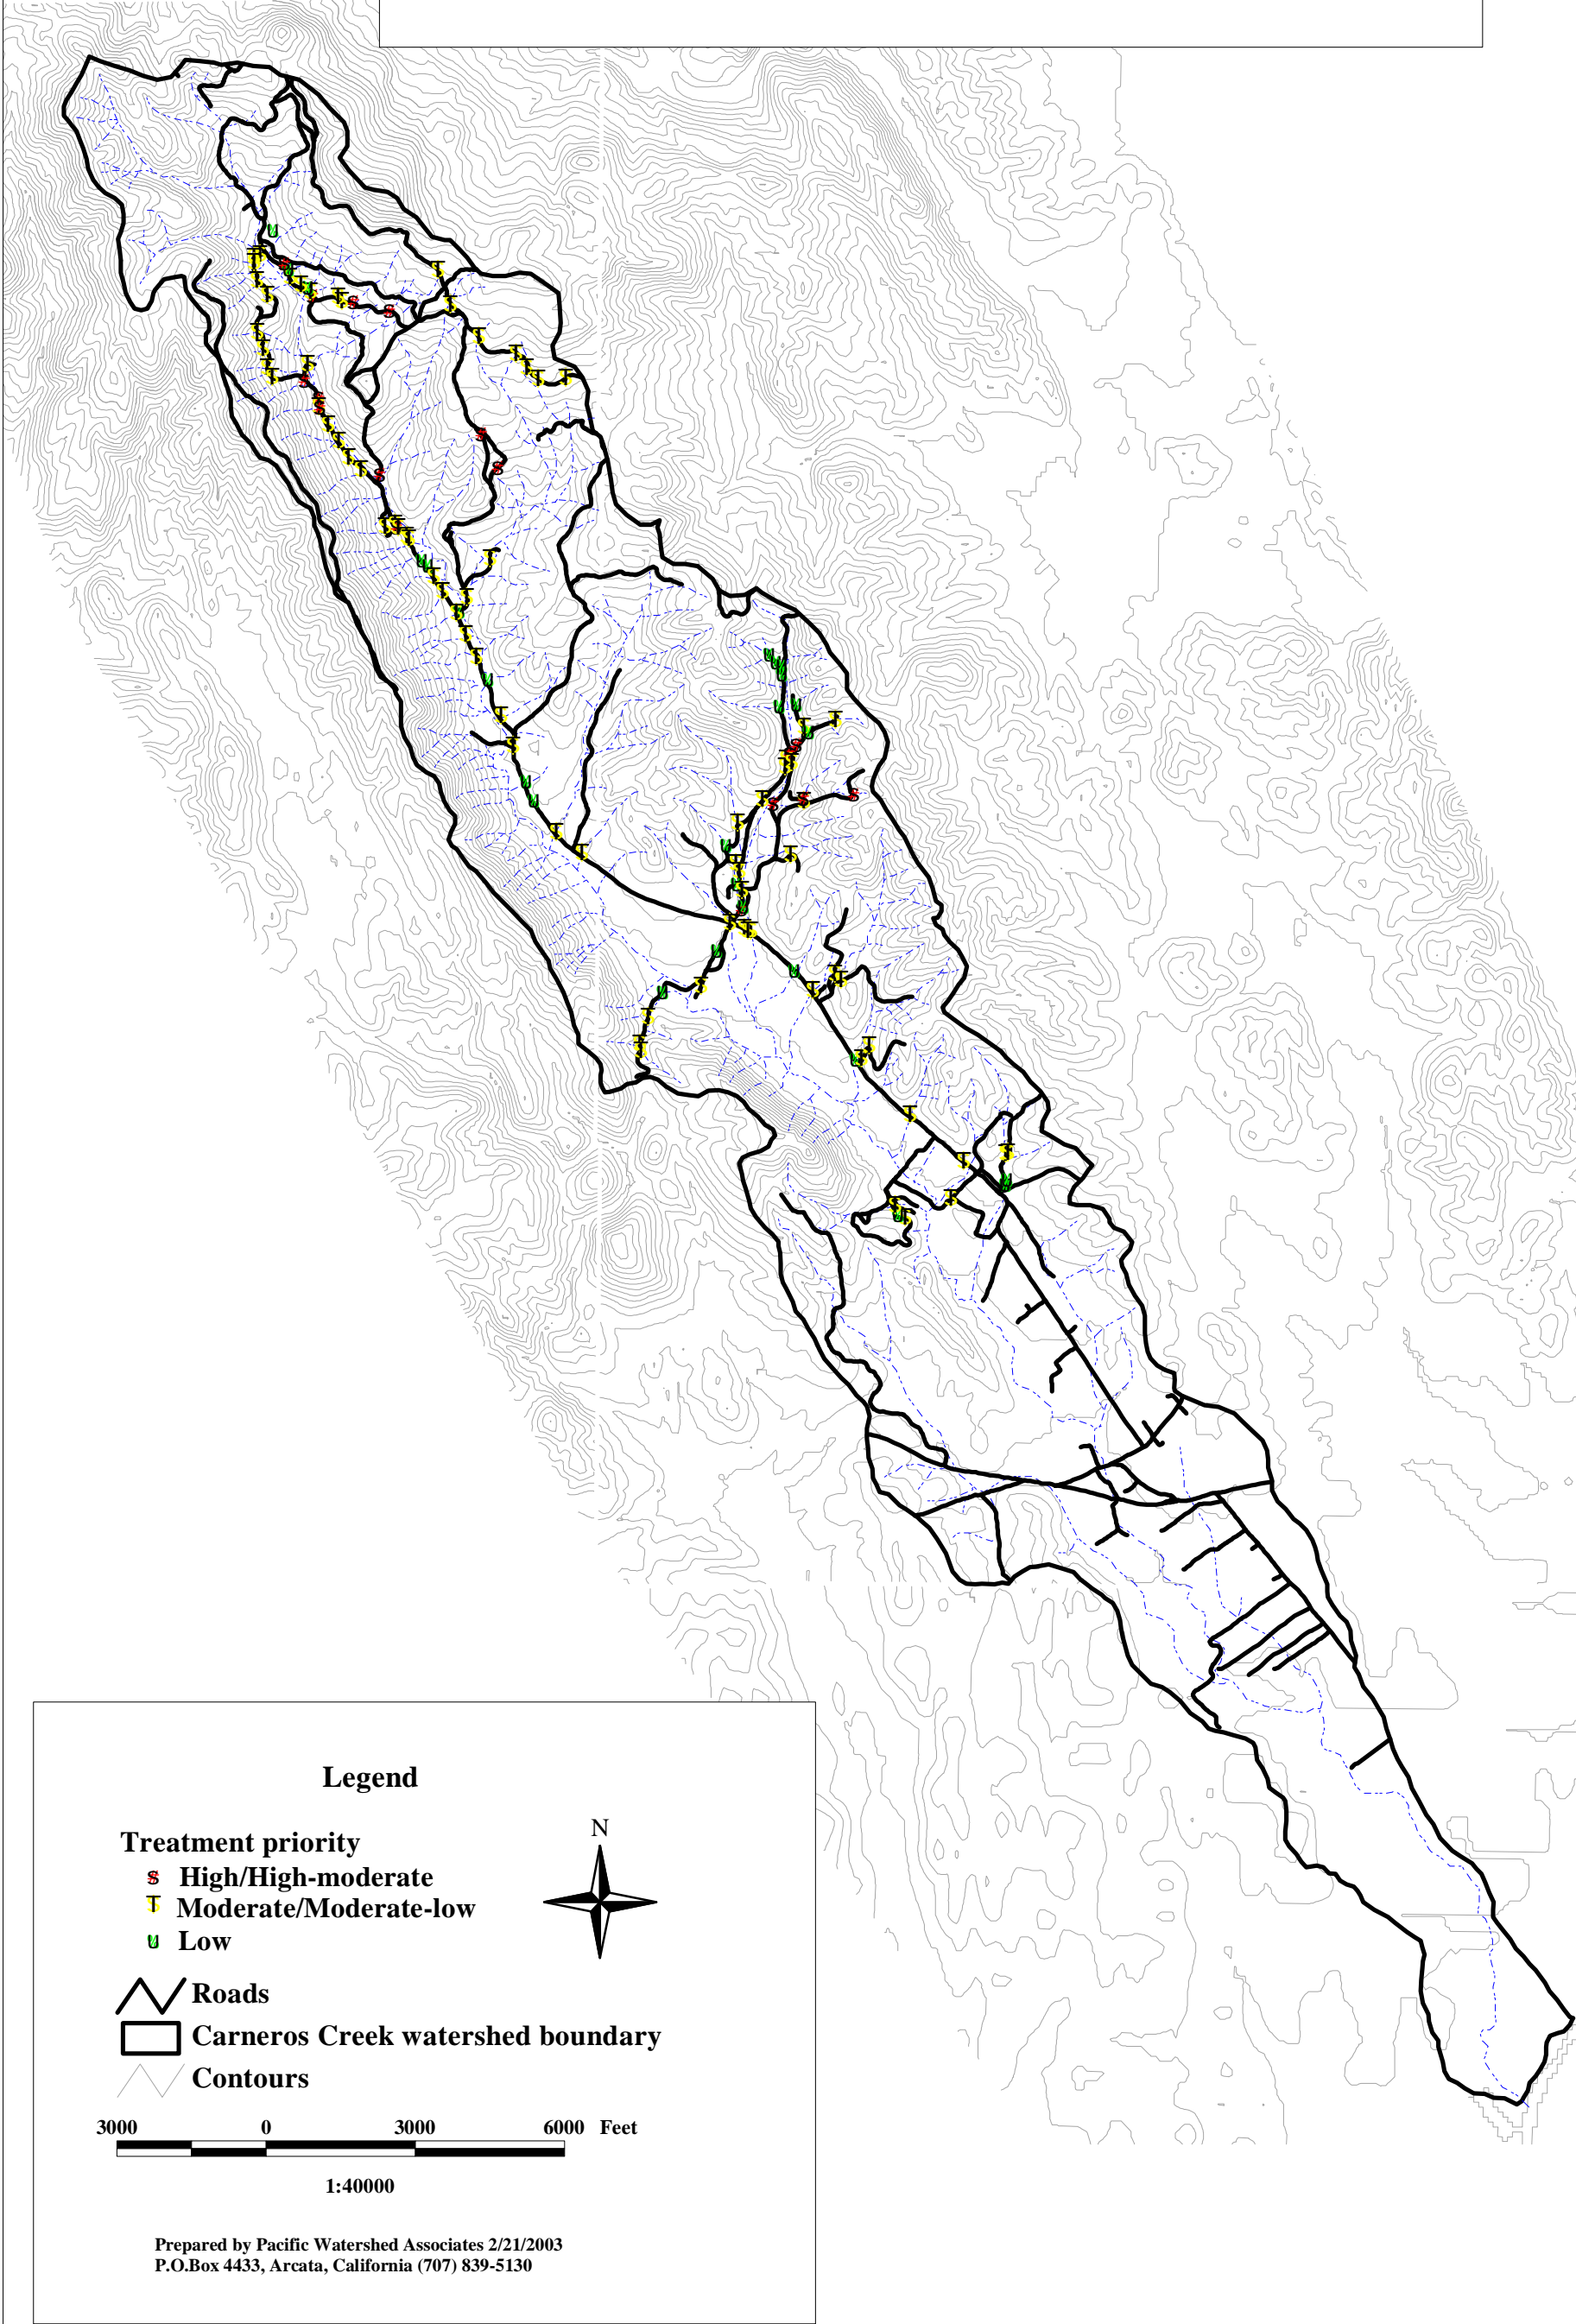 Legend
N
Treatment priority
S High/High-moderate
T Moderate/Moderate-low
U Low
Roads
Carneros Creek watershed boundary
Contours
3000 0 3000 6000 Feet
1:40000
Prepared by Pacific Watershed Associates 2/21/2003
P.O.Box 4433, Arcata, California (707) 839-5130